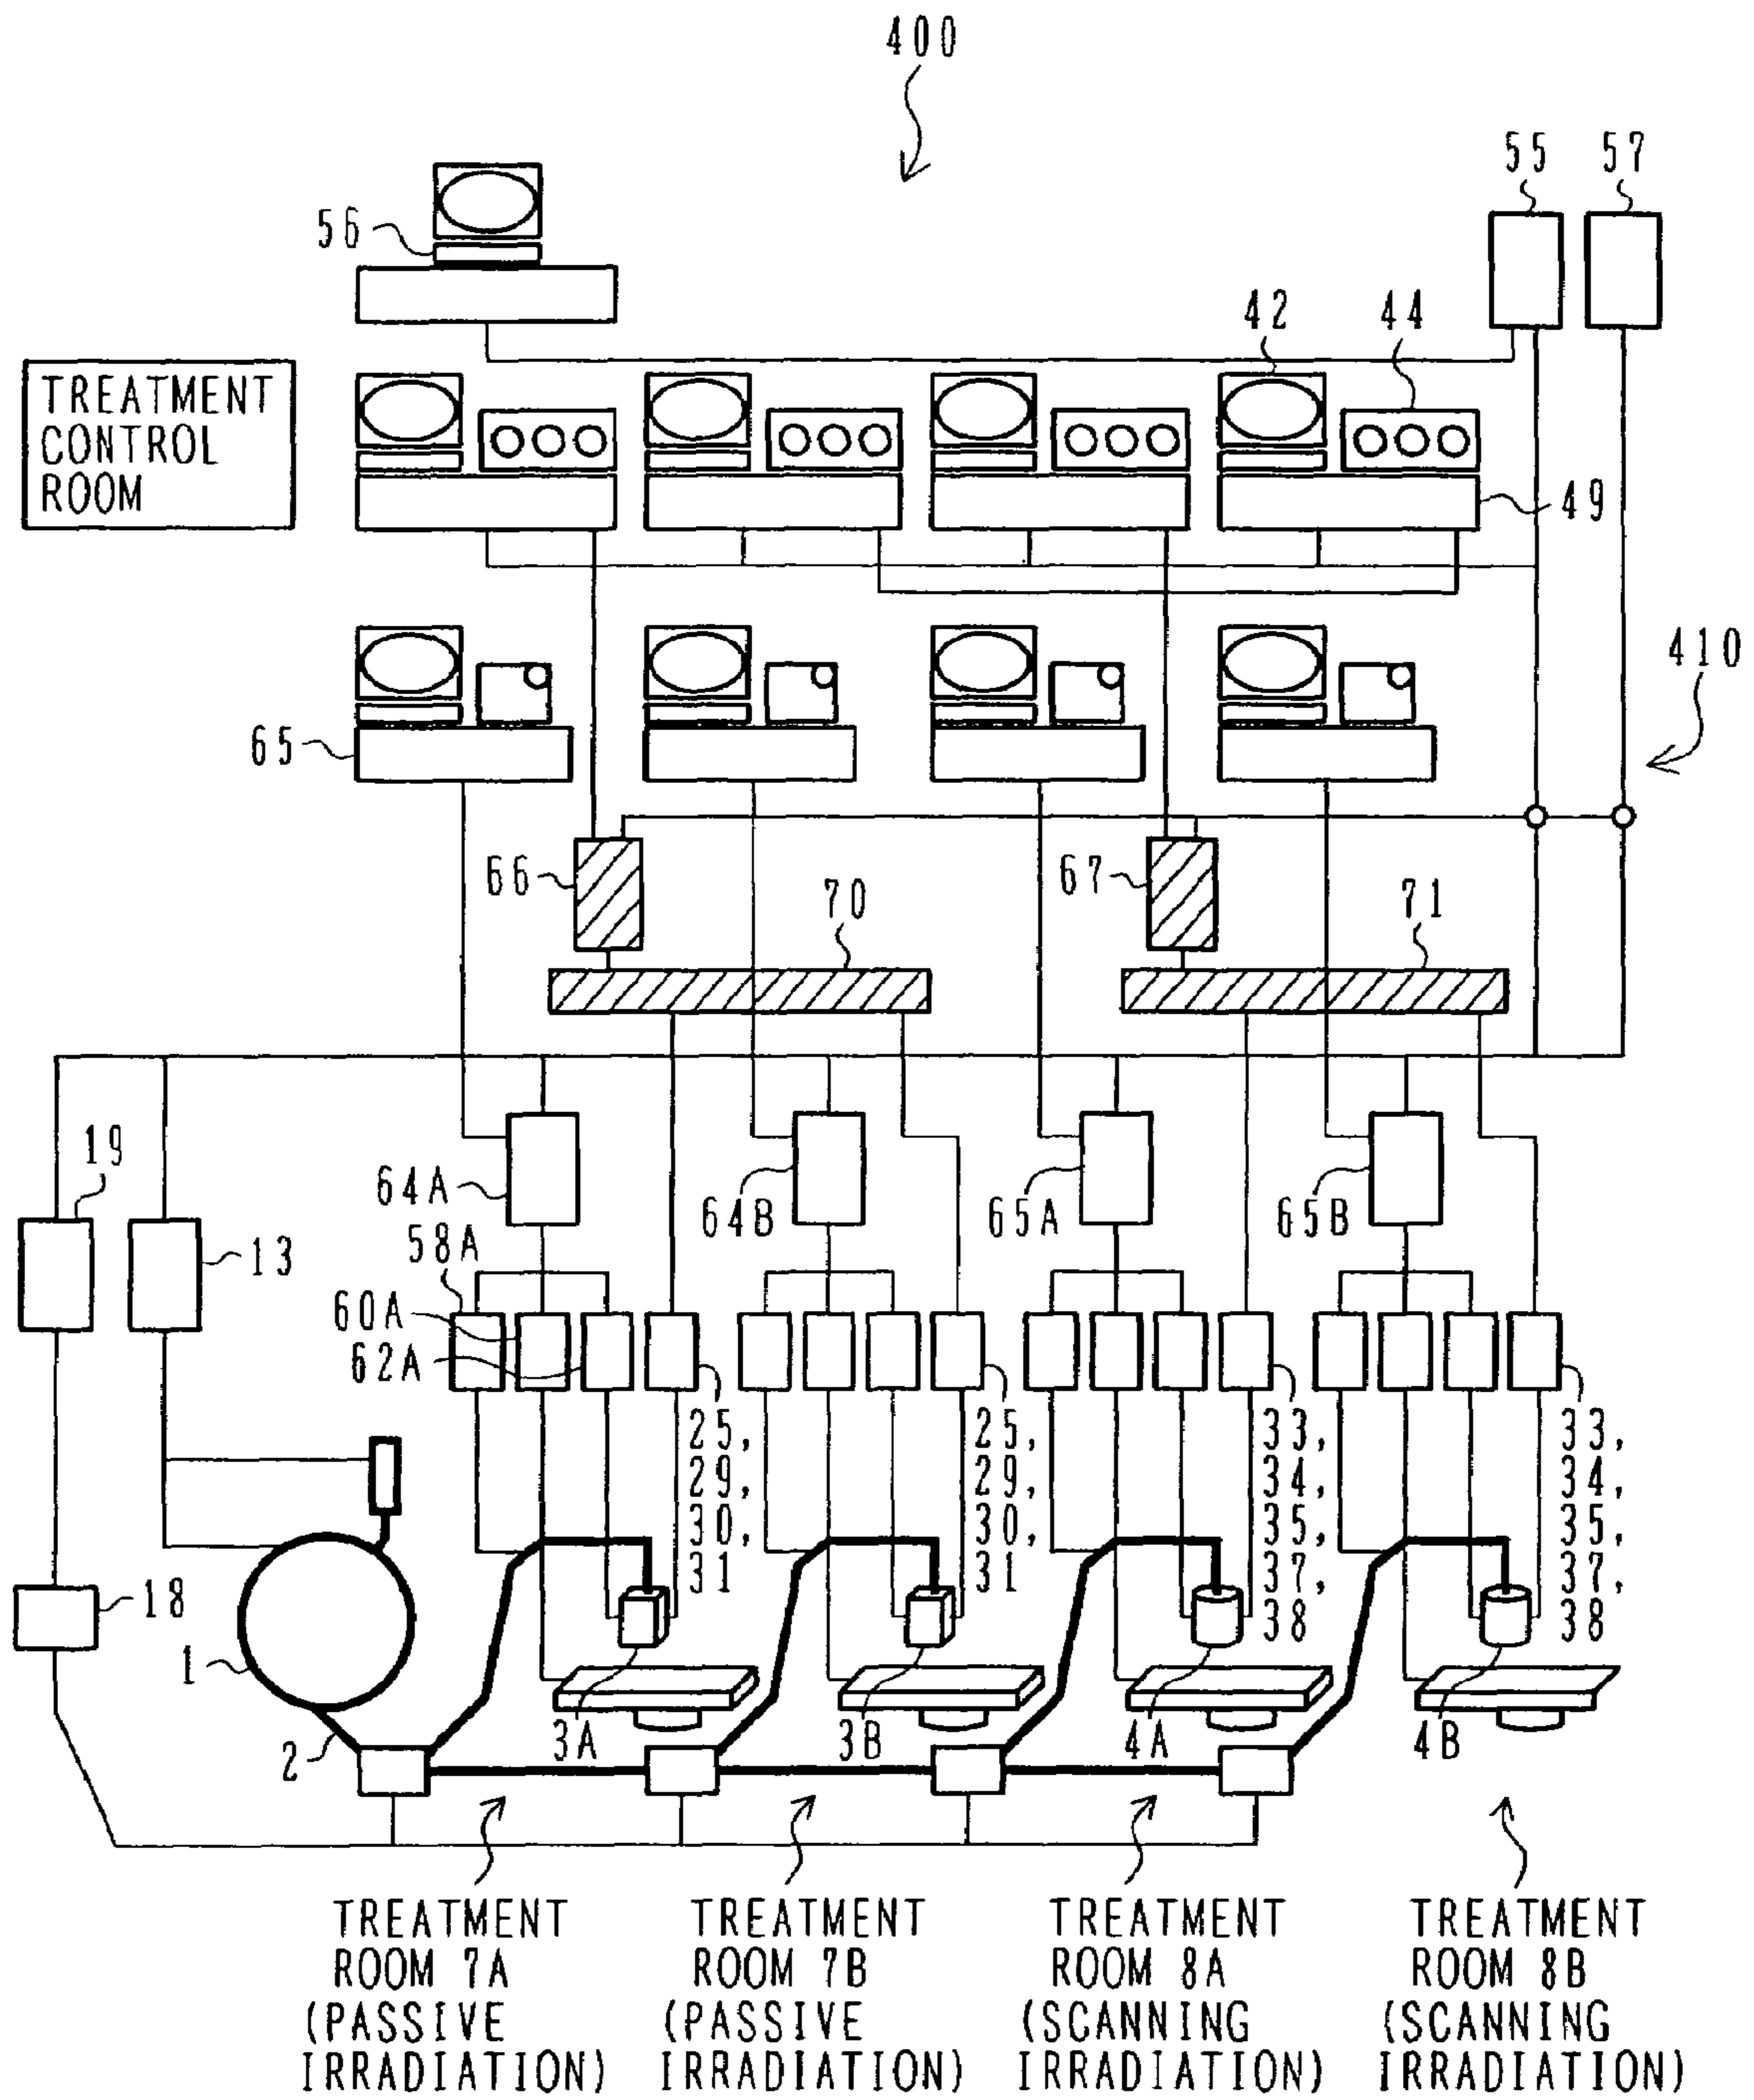 400
55
57
56
42
44
TREATMENT
CONTROL
ROOM
49
410
65
66
67
70
71
19
64A
64B
65A
65B
13
58A
60A
62A
25,
29,
30,
31
25,
29,
30,
31
33,
34,
35,
37,
38
33,
34,
35,
37,
38
18
1
2
3A
3B
4A
4B
TREATMENT
ROOM 7A
(PASSIVE
IRRADIATION)
TREATMENT
ROOM 7B
(PASSIVE
IRRADIATION)
TREATMENT
ROOM 8A
(SCANNING
IRRADIATION)
TREATMENT
ROOM 8B
(SCANNING
IRRADIATION)